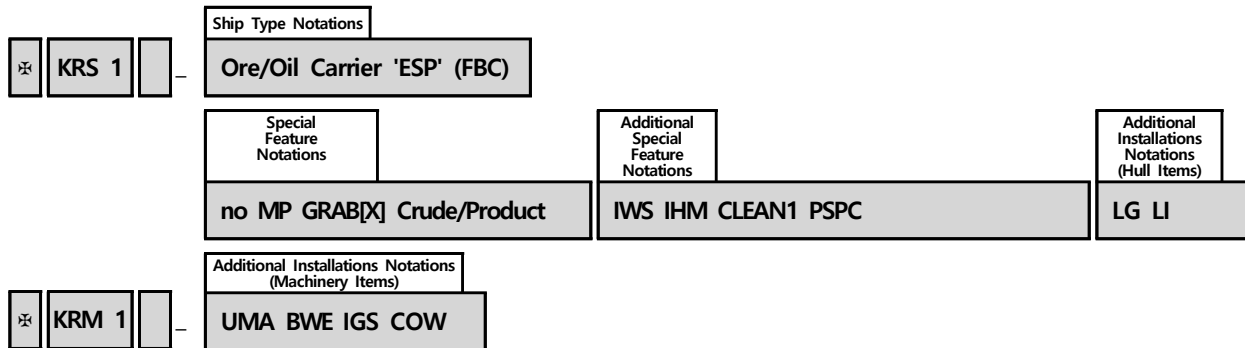 Ship Type Notations
✠ KRS 1 _ Ore/Oil Carrier 'ESP' (FBC)
Special
Feature
Notations
Additional
Special
Feature
Notations
Additional
Installations
Notations
(Hull Items)
no MP GRAB[X] Crude/Product
IWS IHM CLEAN1 PSPC
LG LI
Additional Installations Notations
(Machinery Items)
✠ KRM 1 _ UMA BWE IGS COW